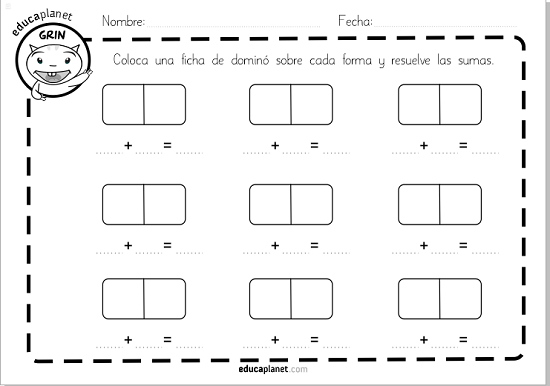 educaplanet
GRIN
Nombre: Fecha:
Coloca una ficha de dominó sobre cada forma y resuelve las sumas.
+ = + = + =
+ = + = + =
+ = + = + =
educaplanet.com